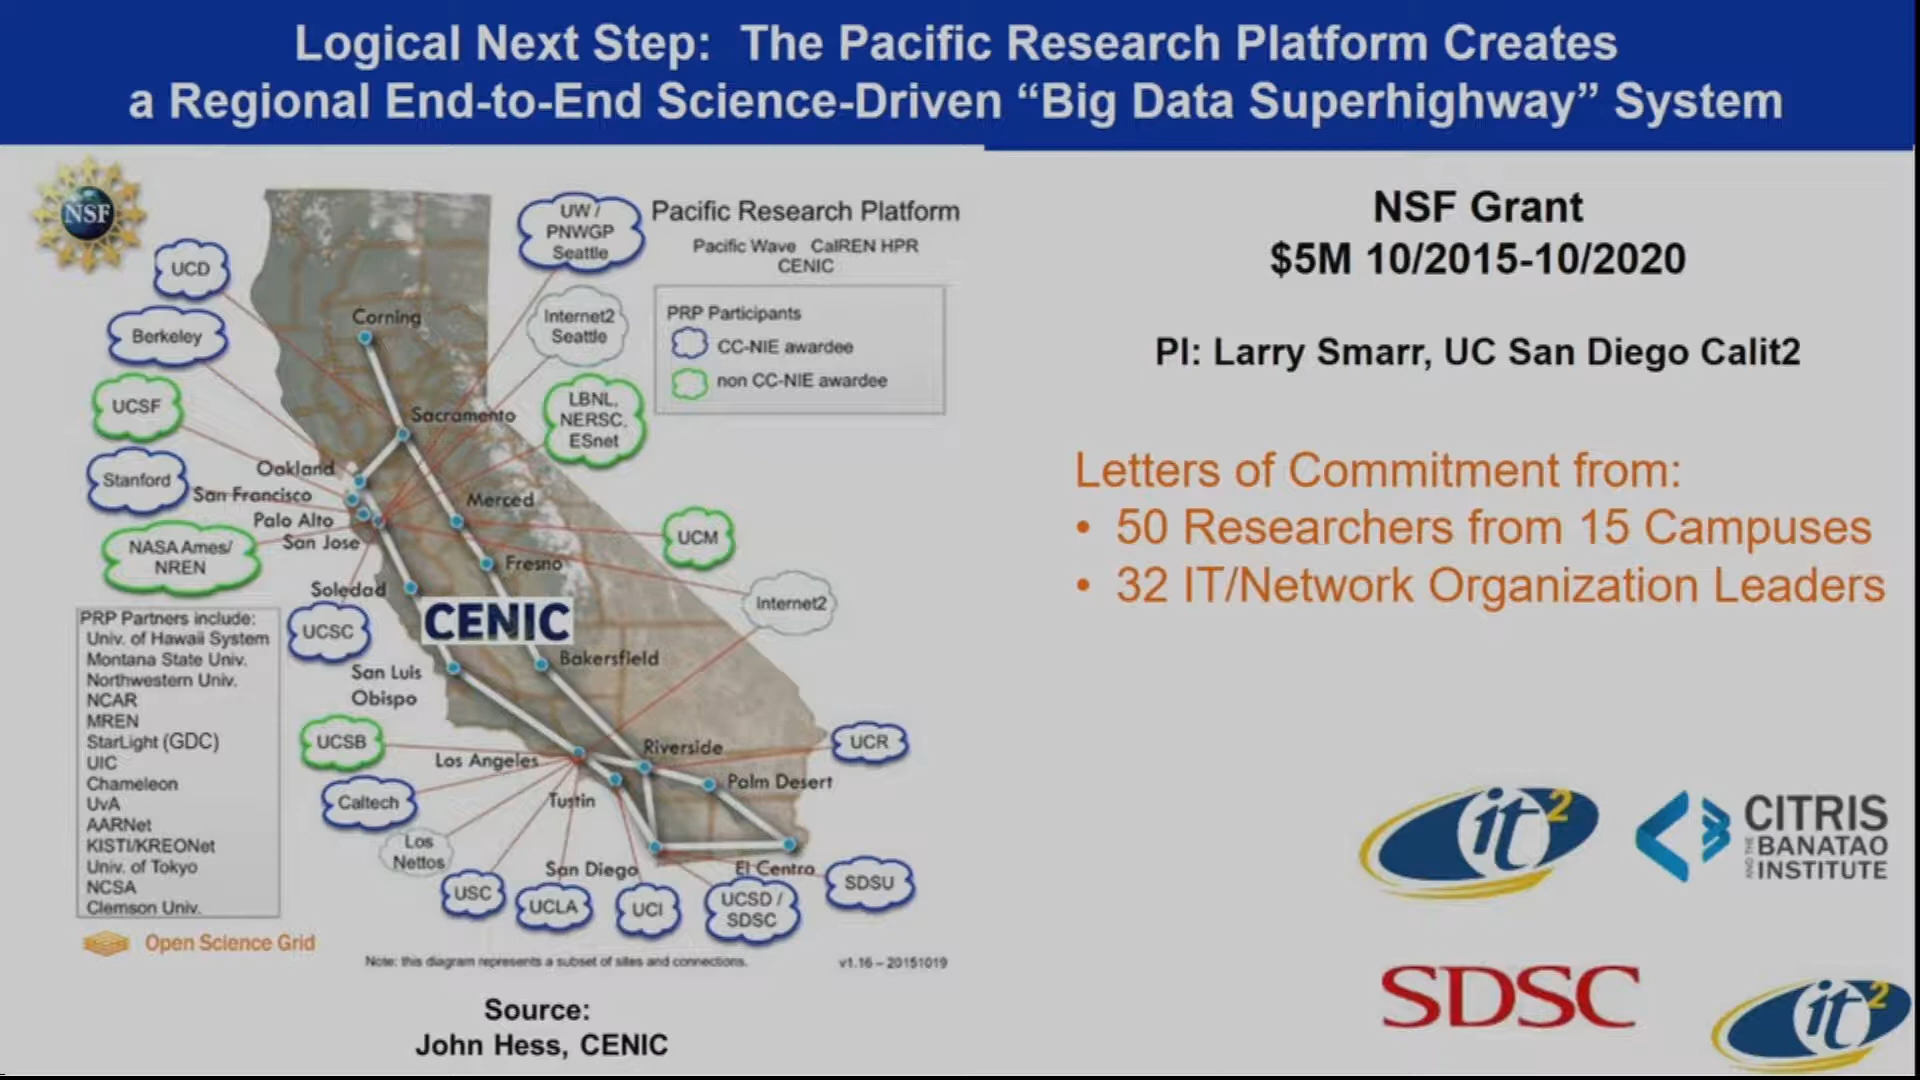 Logical Next Step: The Pacific Research Platform Creates
a Regional End-to-End Science-Driven “Big Data Superhighway” System
NSF
UW /
PNWGP
Seattle
Pacific Research Platform
Pacific Wave CalREN HPR
CENIC
UCD
Internet2
Seattle
PRP Participants
CC-NIE awardee
non CC-NIE awardee
Berkeley
Corning
UCSF
Sacramento
LBNL,
NERSC,
ESnet
Stanford
Oakland
San Francisco
Merced
Palo Alto
NASA Ames/
NREN
San Jose
UCM
Fresno
Soledad
CENIC
Internet2
UCSC
PRP Partners include:
Univ. of Hawaii System
Montana State Univ.
Northwestern Univ.
NCAR
MREN
StarLight (GDC)
UIC
Chameleon
UvA
AARNet
KISTI/KREONet
Univ. of Tokyo
NCSA
Clemson Univ.
Open Science Grid
San Luis
Obispo
Bakersfield
UCSB
Los Angeles
Riverside
UCR
Caltech
Tustin
Palm Desert
Los
Nettos
San Diego
El Centro
USC
UCLA
UCI
UCSD /
SDSC
SDSU
Note: this diagram represents a subset of sites and connections.
v1.16 – 20151019
Source:
John Hess, CENIC
NSF Grant
$5M 10/2015-10/2020
PI: Larry Smarr, UC San Diego Calit2
Letters of Commitment from:
• 50 Researchers from 15 Campuses
• 32 IT/Network Organization Leaders
it2
CITRIS
AND THE BANATAO
INSTITUTE
SDSC
it2